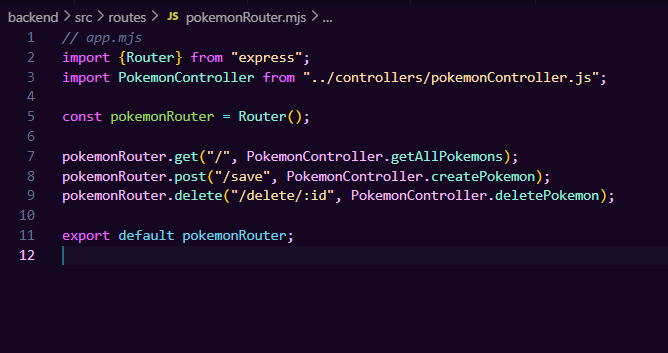 backend > src > routes > JS pokemonRouter.mjs > ...
1 // app.mjs
2 import {Router} from "express";
3 import PokemonController from "../controllers/pokemonController.js";
4
5 const pokemonRouter = Router();
6
7 pokemonRouter.get("/", PokemonController.getAllPokemons);
8 pokemonRouter.post("/save", PokemonController.createPokemon);
9 pokemonRouter.delete("/delete/:id", PokemonController.deletePokemon);
10
11 export default pokemonRouter;
12